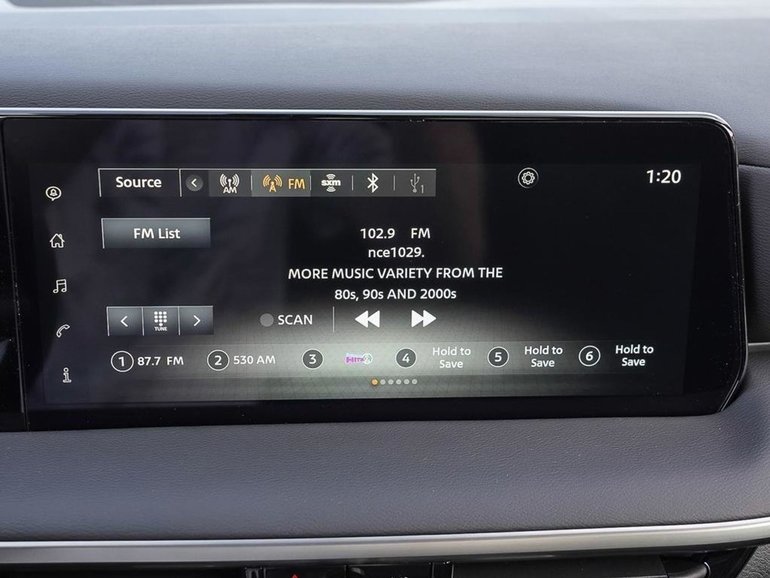 Source
AM
FM
sxm
1
1:20
FM List
102.9 FM
nce1029.
MORE MUSIC VARIETY FROM THE
80s, 90s AND 2000s
TUNE
SCAN
1 87.7 FM
2 530 AM
3
4 Hold to
Save
5 Hold to
Save
6 Hold to
Save